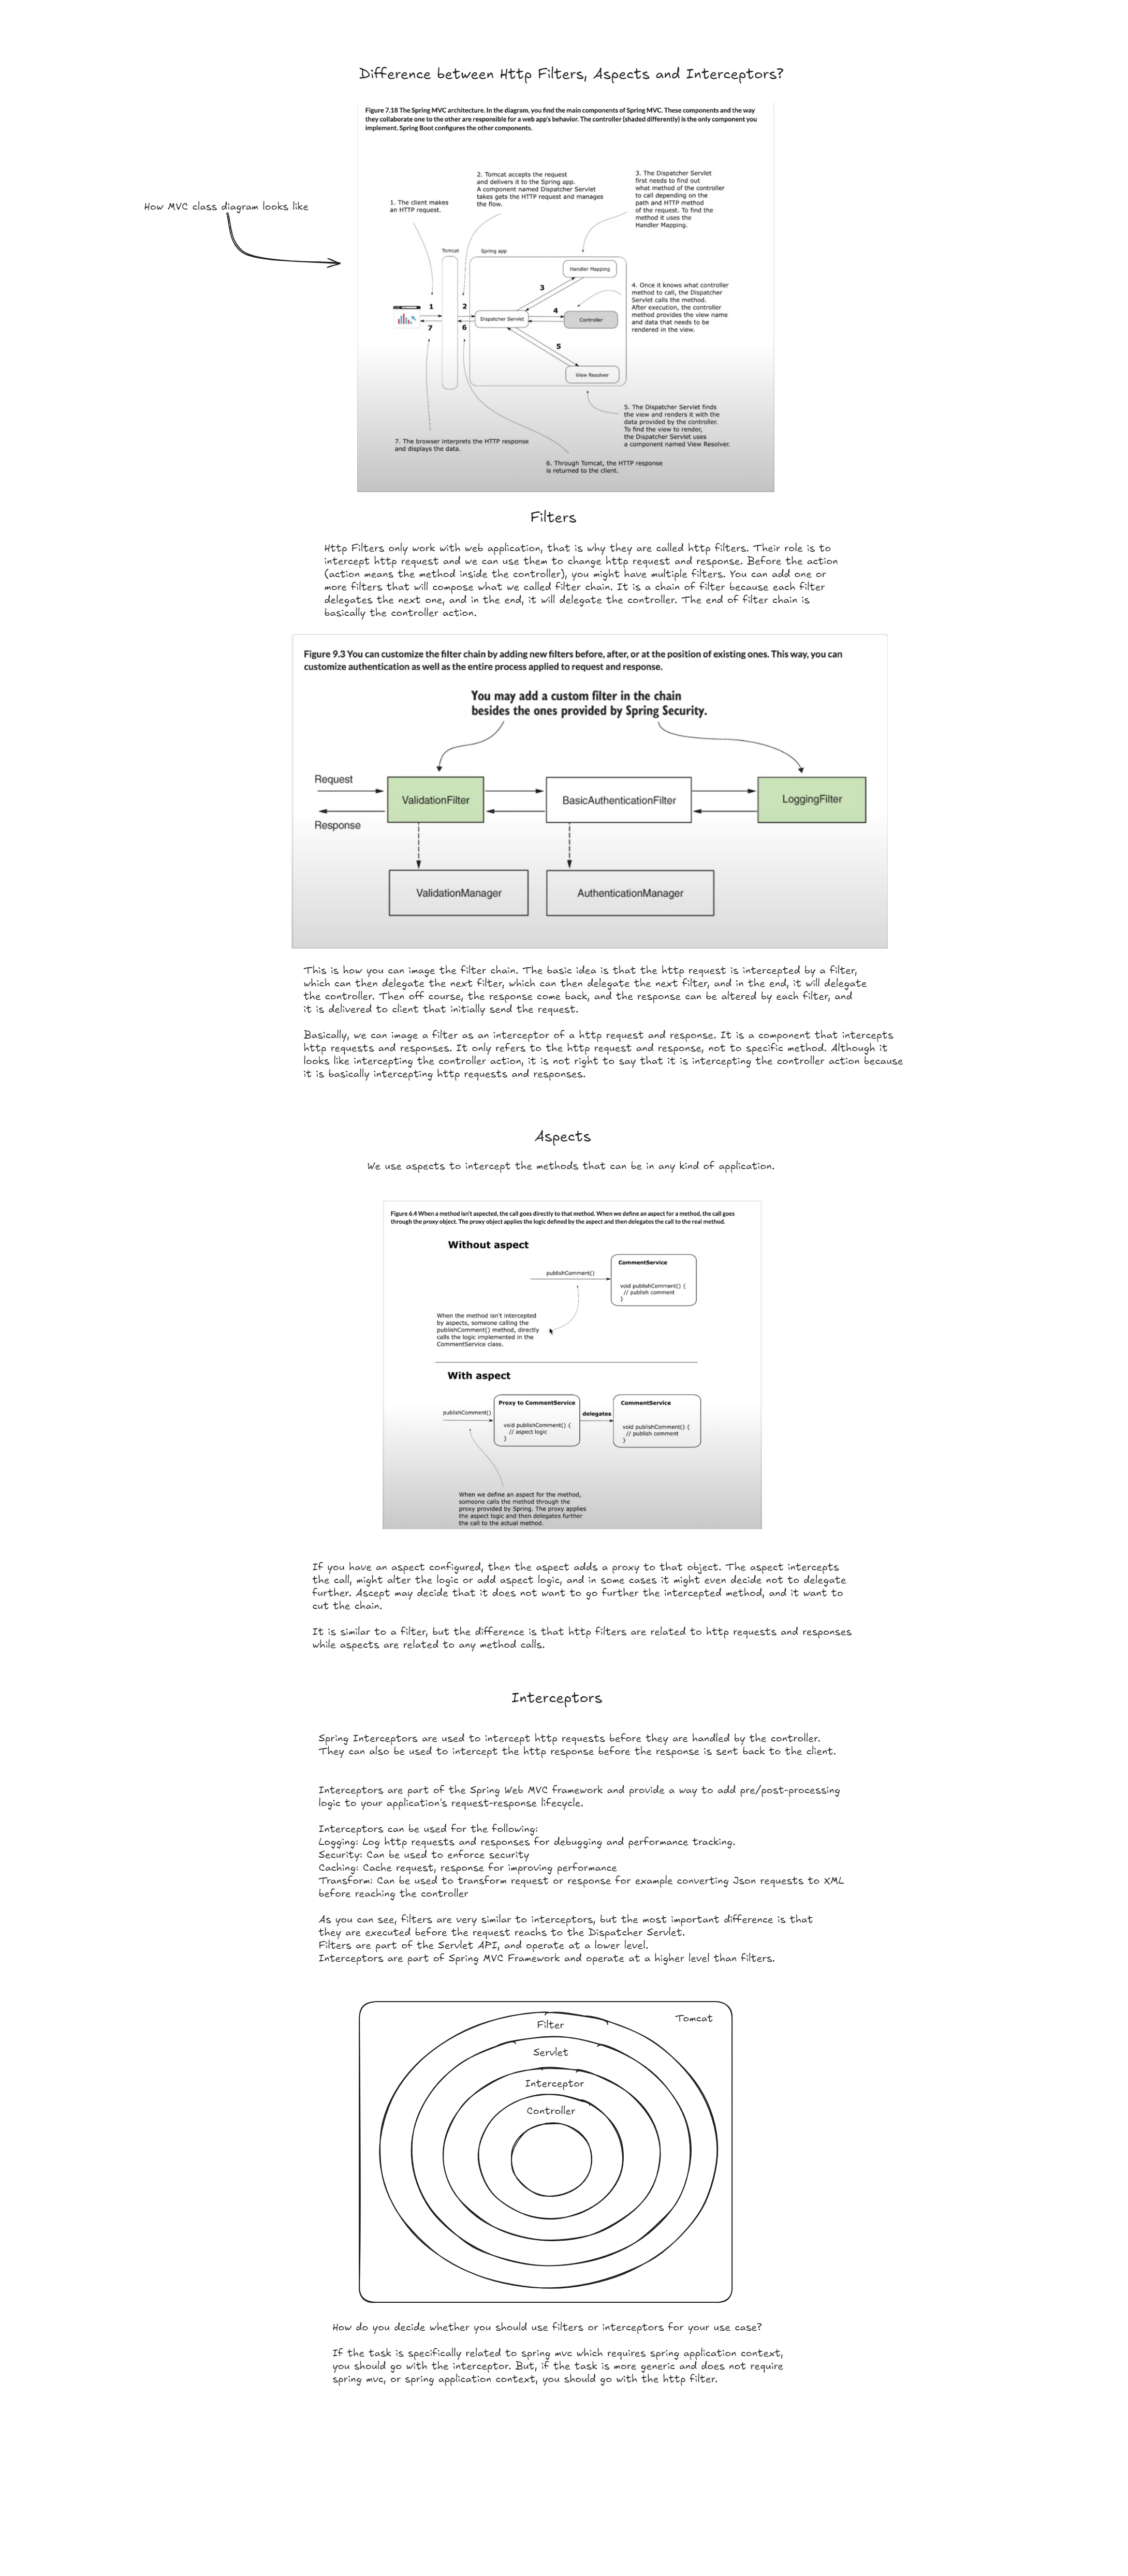 Difference between Http Filters, Aspects and Interceptors?
Figure 7.18 The Spring MVC architecture. In the diagram, you find the main components of Spring MVC. These components and the way
they collaborate one to the other are responsible for a web app's behavior. The controller (shaded differently) is the only component you
implement. Spring Boot configures the other components.
How MVC class diagram looks like
1. The client makes
an HTTP request.
2. Tomcat accepts the request
and delivers it to the Spring app.
A component named Dispatcher Servlet
takes gets the HTTP request and manages
the flow.
3. The Dispatcher Servlet
first needs to find out
what method of the controller
to call depending on the
path and HTTP method
of the request. To find the
method it uses the
Handler Mapping.
Tomcat
Spring app
Handler Mapping
3
4. Once it knows what controller
method to call, the Dispatcher
Servlet calls the method.
After execution, the controller
method provides the view name
and data that needs to be
rendered in the view.
1
2
4
Dispatcher Servlet
Controller
7
6
5
View Resolver
5. The Dispatcher Servlet finds
the view and renders it with the
data provided by the controller.
To find the view to render,
the Dispatcher Servlet uses
a component named View Resolver.
7. The browser interprets the HTTP response
and displays the data.
6. Through Tomcat, the HTTP response
is returned to the client.
Filters
Http Filters only work with web application, that is why they are called http filters. Their role is to
intercept http request and we can use them to change http request and response. Before the action
(action means the method inside the controller), you might have multiple filters. You can add one or
more filters that will compose what we called filter chain. It is a chain of filter because each filter
delegates the next one, and in the end, it will delegate the controller. The end of filter chain is
basically the controller action.
Figure 9.3 You can customize the filter chain by adding new filters before, after, or at the position of existing ones. This way, you can
customize authentication as well as the entire process applied to request and response.
You may add a custom filter in the chain
besides the ones provided by Spring Security.
Request
ValidationFilter
BasicAuthenticationFilter
LoggingFilter
Response
ValidationManager
AuthenticationManager
This is how you can image the filter chain. The basic idea is that the http request is intercepted by a filter,
which can then delegate the next filter, which can then delegate the next filter, and in the end, it will delegate
the controller. Then off course, the response come back, and the response can be altered by each filter, and
it is delivered to client that initially send the request.
Basically, we can image a filter as an interceptor of a http request and response. It is a component that intercepts
http requests and responses. It only refers to the http request and response, not to specific method. Although it
looks like intercepting the controller action, it is not right to say that it is intercepting the controller action because
it is basically intercepting http requests and responses.
Aspects
We use aspects to intercept the methods that can be in any kind of application.
Figure 6.4 When a method isn't aspected, the call goes directly to that method. When we define an aspect for a method, the call goes
through the proxy object. The proxy object applies the logic defined by the aspect and then delegates the call to the real method.
Without aspect
publishComment()
CommentService
void publishComment() {
// publish comment
}
When the method isn't intercepted
by aspects, someone calling the
publishComment() method, directly
calls the logic implemented in the
CommentService class.
With aspect
publishComment()
Proxy to CommentService
void publishComment() {
// aspect logic
}
delegates
CommentService
void publishComment() {
// publish comment
}
When we define an aspect for the method,
someone calls the method through the
proxy provided by Spring. The proxy applies
the aspect logic and then delegates further
the call to the actual method.
If you have an aspect configured, then the aspect adds a proxy to that object. The aspect intercepts
the call, might alter the logic or add aspect logic, and in some cases it might even decide not to delegate
further. Ascept may decide that it does not want to go further the intercepted method, and it want to
cut the chain.
It is similar to a filter, but the difference is that http filters are related to http requests and responses
while aspects are related to any method calls.
Interceptors
Spring Interceptors are used to intercept http requests before they are handled by the controller.
They can also be used to intercept the http response before the response is sent back to the client.
Interceptors are part of the Spring Web MVC framework and provide a way to add pre/post-processing
logic to your application's request-response lifecycle.
Interceptors can be used for the following:
Logging: Log http requests and responses for debugging and performance tracking.
Security: Can be used to enforce security
Caching: Cache request, response for improving performance
Transform: Can be used to transform request or response for example converting Json requests to XML
before reaching the controller
As you can see, filters are very similar to interceptors, but the most important difference is that
they are executed before the request reachs to the Dispatcher Servlet.
Filters are part of the Servlet API, and operate at a lower level.
Interceptors are part of Spring MVC Framework and operate at a higher level than filters.
Tomcat
Filter
Servlet
Interceptor
Controller
How do you decide whether you should use filters or interceptors for your use case?
If the task is specifically related to spring mvc which requires spring application context,
you should go with the interceptor. But, if the task is more generic and does not require
spring mvc, or spring application context, you should go with the http filter.